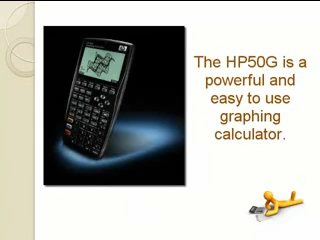 The HP50G is a
powerful and
easy to use
graphing
calculator.